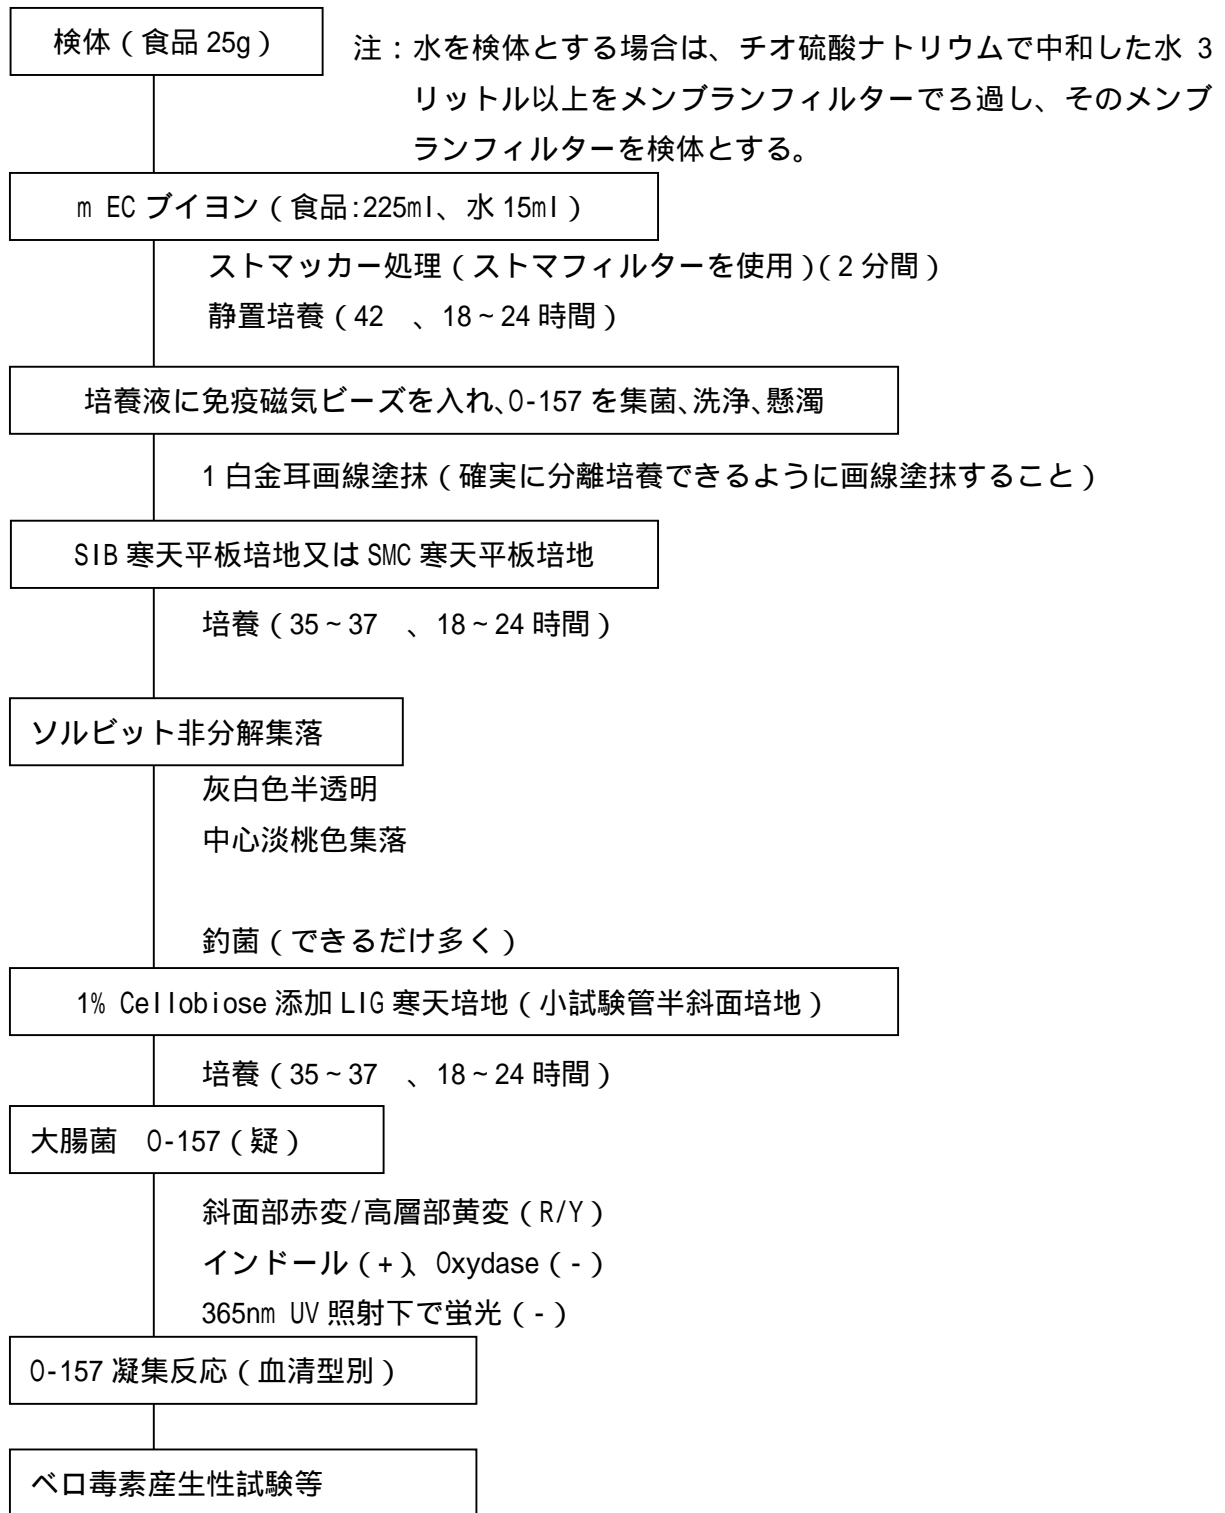 検体（食品 25g）
注：水を検体とする場合は、チオ硫酸ナトリウムで中和した水 3
リットル以上をメンブランフィルターでろ過し、そのメンブ
ランフィルターを検体とする。
m EC ブイヨン（食品:225ml、水 15ml）
ストマッカー処理（ストマフィルターを使用）（2 分間）
静置培養（42　、18～24 時間）
培養液に免疫磁気ビーズを入れ、O-157 を集菌、洗浄、懸濁
1 白金耳画線塗抹（確実に分離培養できるように画線塗抹すること）
SIB 寒天平板培地又は SMC 寒天平板培地
培養（35～37　、18～24 時間）
ソルビット非分解集落
灰白色半透明
中心淡桃色集落
釣菌（できるだけ多く）
1% Cellobiose 添加 LIG 寒天培地（小試験管半斜面培地）
培養（35～37　、18～24 時間）
大腸菌　O-157（疑）
斜面部赤変/高層部黄変（R/Y）
インドール（+）、Oxydase（-）
365nm UV 照射下で蛍光（-）
O-157 凝集反応（血清型別）
ベロ毒素産生性試験等